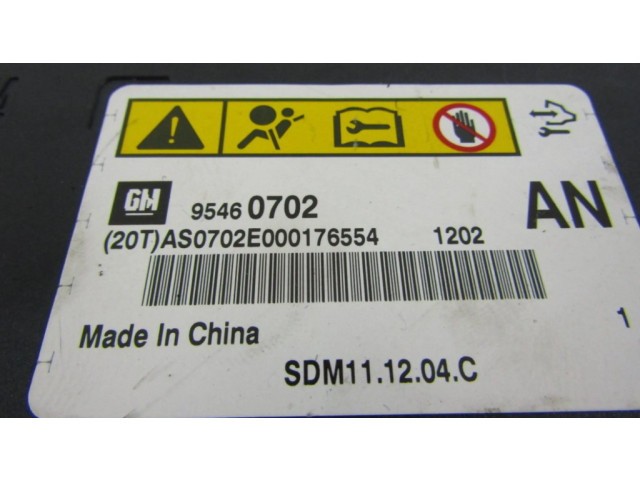 GM 9546 0702 AN
(20T)AS0702E000176554 1202
Made In China 1
SDM11.12.04.C